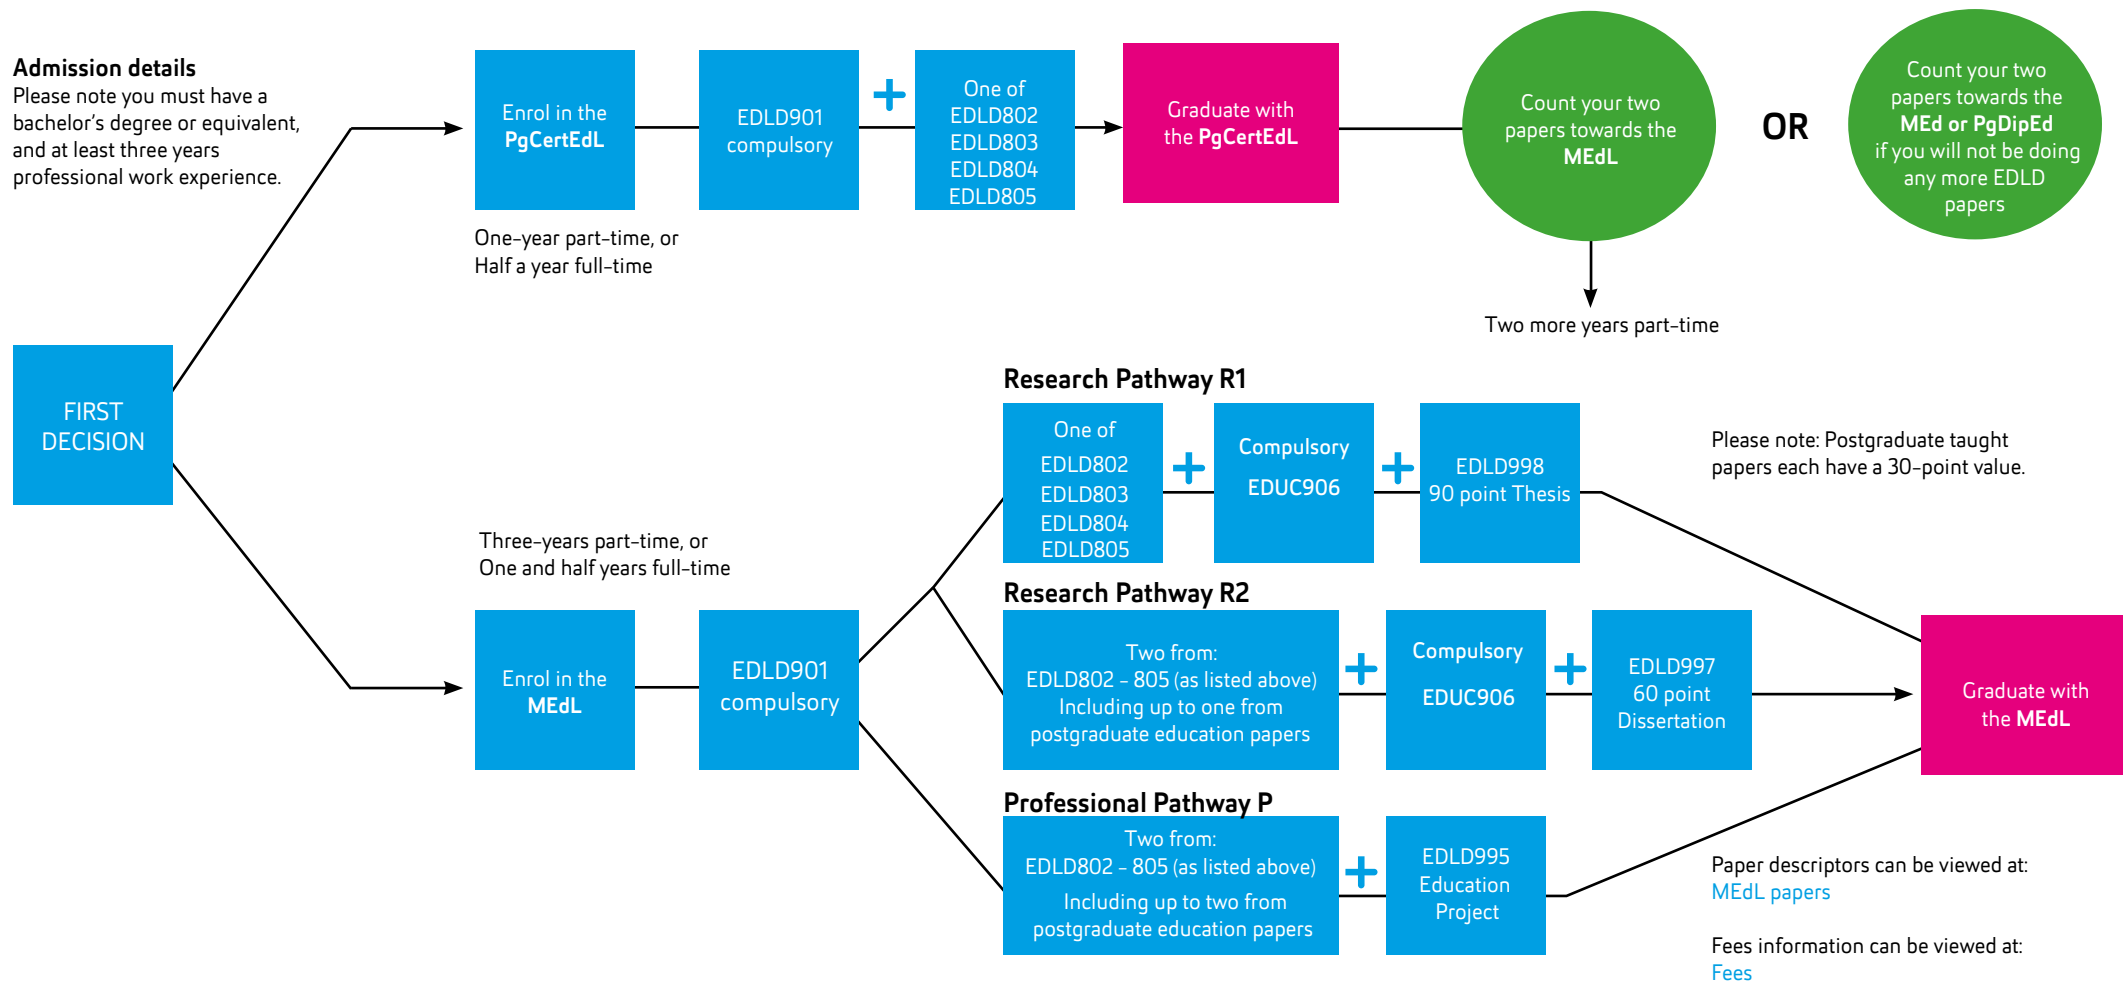 Admission details
Please note you must have a
bachelor's degree or equivalent,
and at least three years
professional work experience.
FIRST
DECISION
Enrol in the
PgCertEdL
One-year part-time, or
Half a year full-time
EDLD901
compulsory
+
One of
EDLD802
EDLD803
EDLD804
EDLD805
Graduate with
the PgCertEdL
Count your two
papers towards the
MEdL
OR
Count your two
papers towards the
MEd or PgDipEd
if you will not be doing
any more EDLD
papers
Two more years part-time
Three-years part-time, or
One and half years full-time
Enrol in the
MEdL
EDLD901
compulsory
Research Pathway R1
One of
EDLD802
EDLD803
EDLD804
EDLD805
+
Compulsory
EDUC906
+
EDLD998
90 point Thesis
Please note: Postgraduate taught
papers each have a 30-point value.
Research Pathway R2
Two from:
EDLD802 - 805 (as listed above)
Including up to one from
postgraduate education papers
+
Compulsory
EDUC906
+
EDLD997
60 point
Dissertation
Graduate with
the MEdL
Professional Pathway P
Two from:
EDLD802 - 805 (as listed above)
Including up to two from
postgraduate education papers
+
EDLD995
Education
Project
Paper descriptors can be viewed at:
MEdL papers
Fees information can be viewed at:
Fees